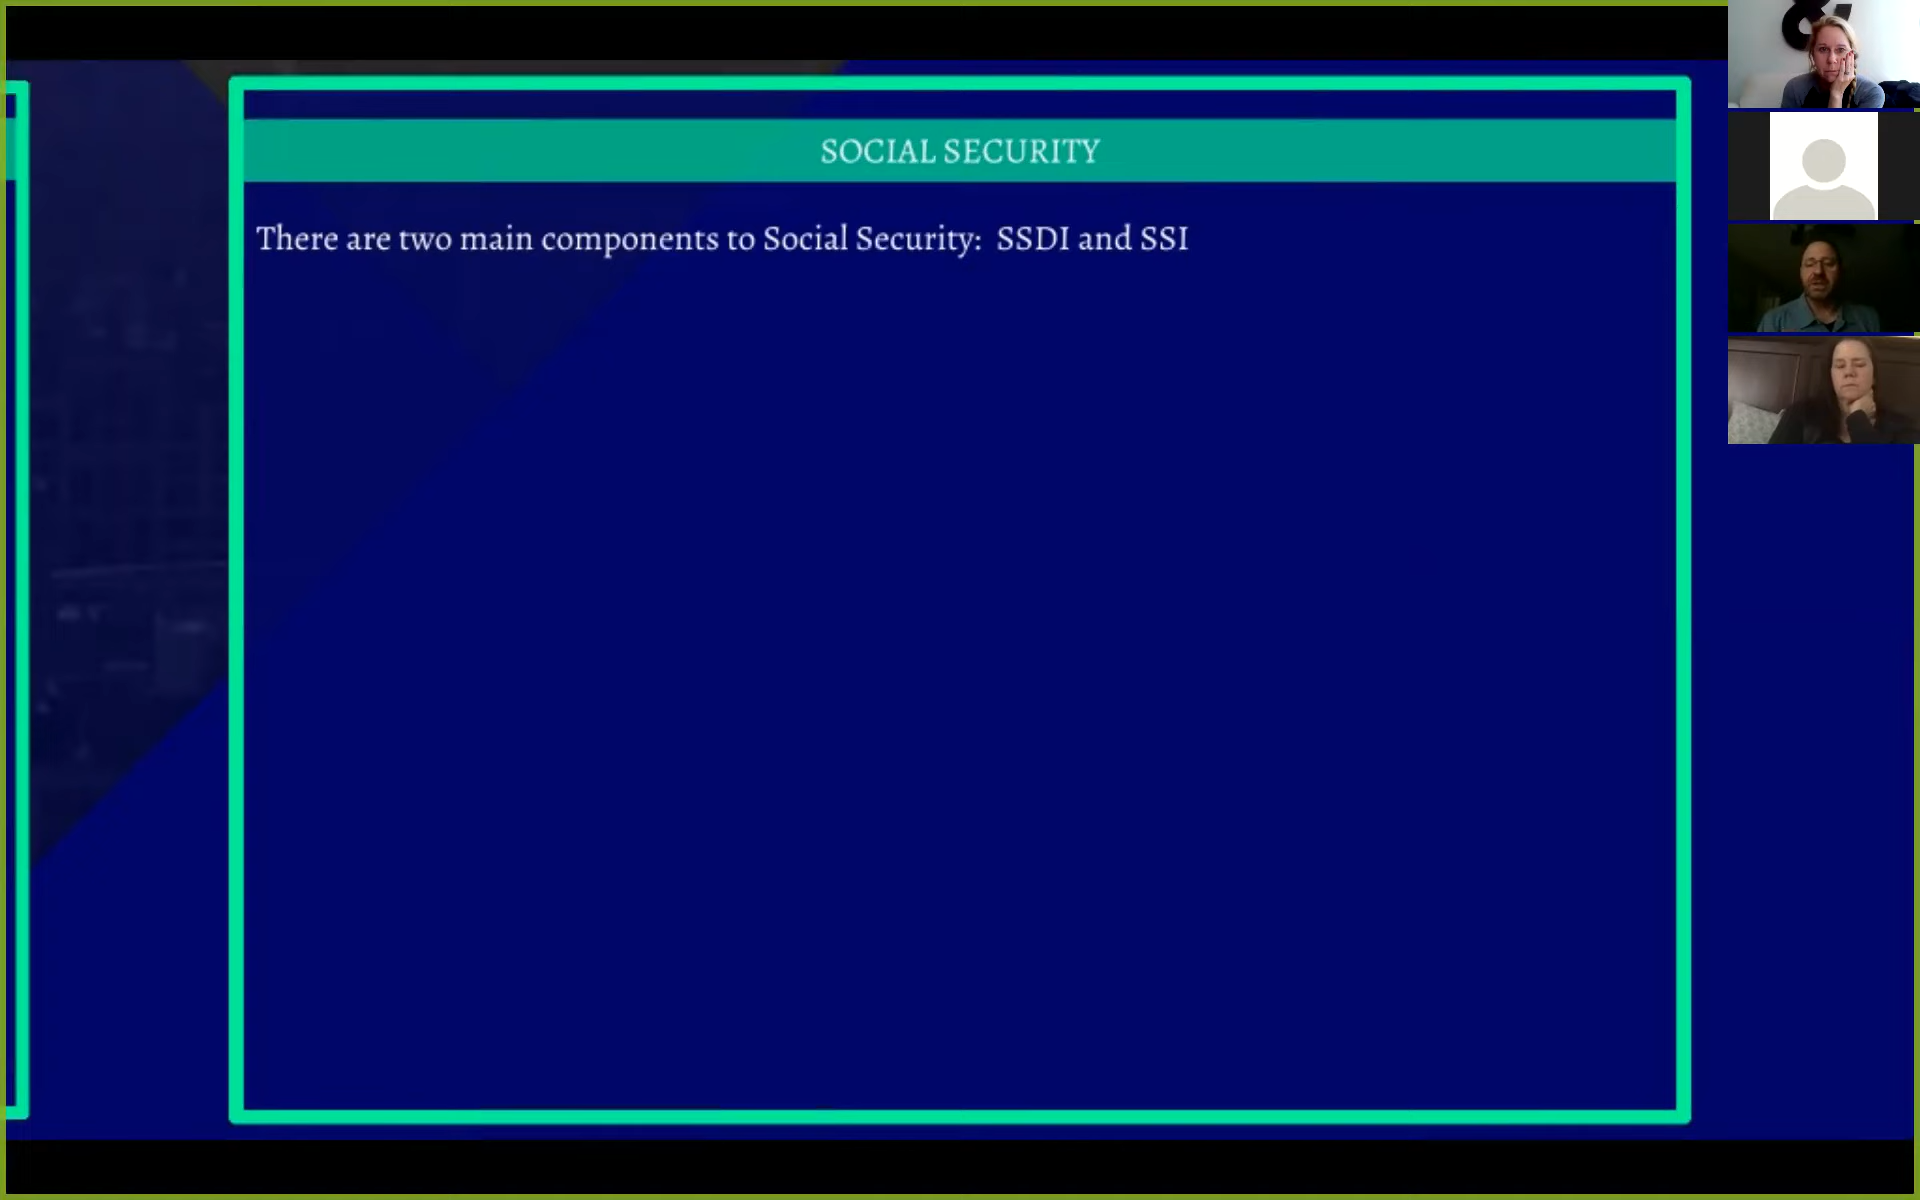 SOCIAL SECURITY
There are two main components to Social Security:  SSDI and SSI
&